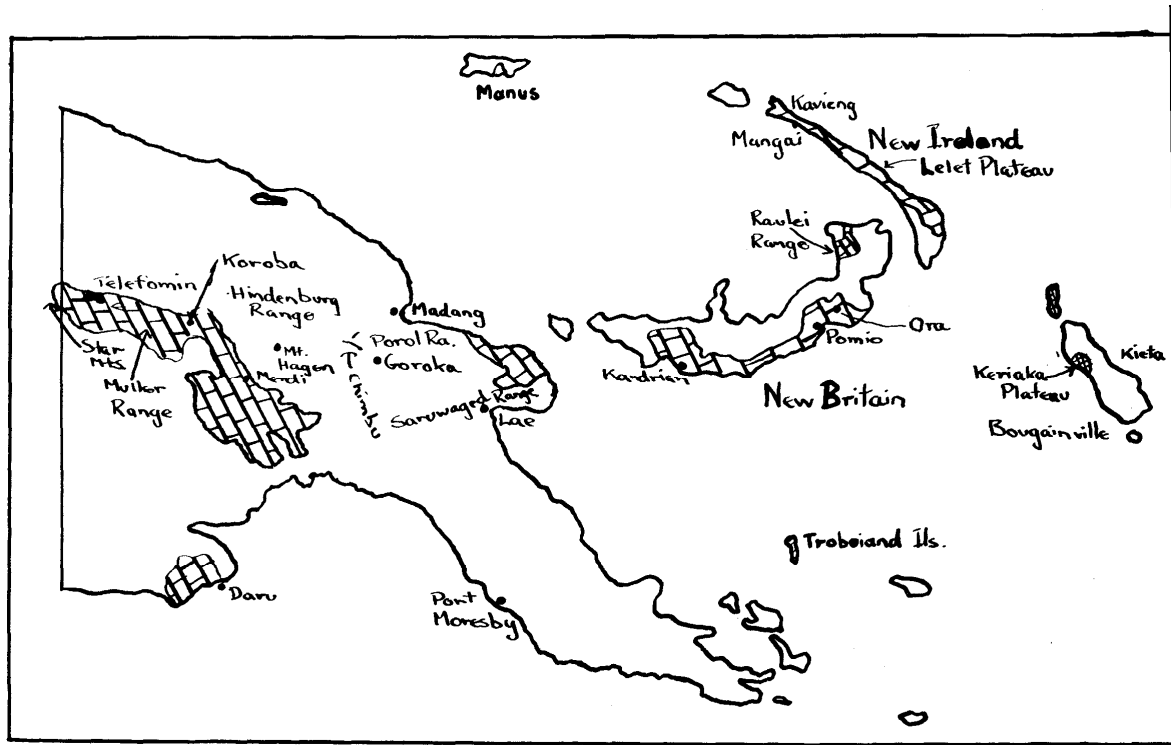 Manus
Kavieng
Mungai
New Ireland
Lelet Plateau
Raulei
Range
Koroba
Telefomin
Hindenburg
Range
Madang
Star
Mts.
Mt.
Hagen
Porol Ra.
Goroka
Chimbu
Muller
Range
Mendi
Saruwaged Range
Lae
Kandrian
Pomio
Ora
New Britain
Kieta
Keriaka
Plateau
Bougainville
Trobriand Ils.
Daru
Port
Moresby